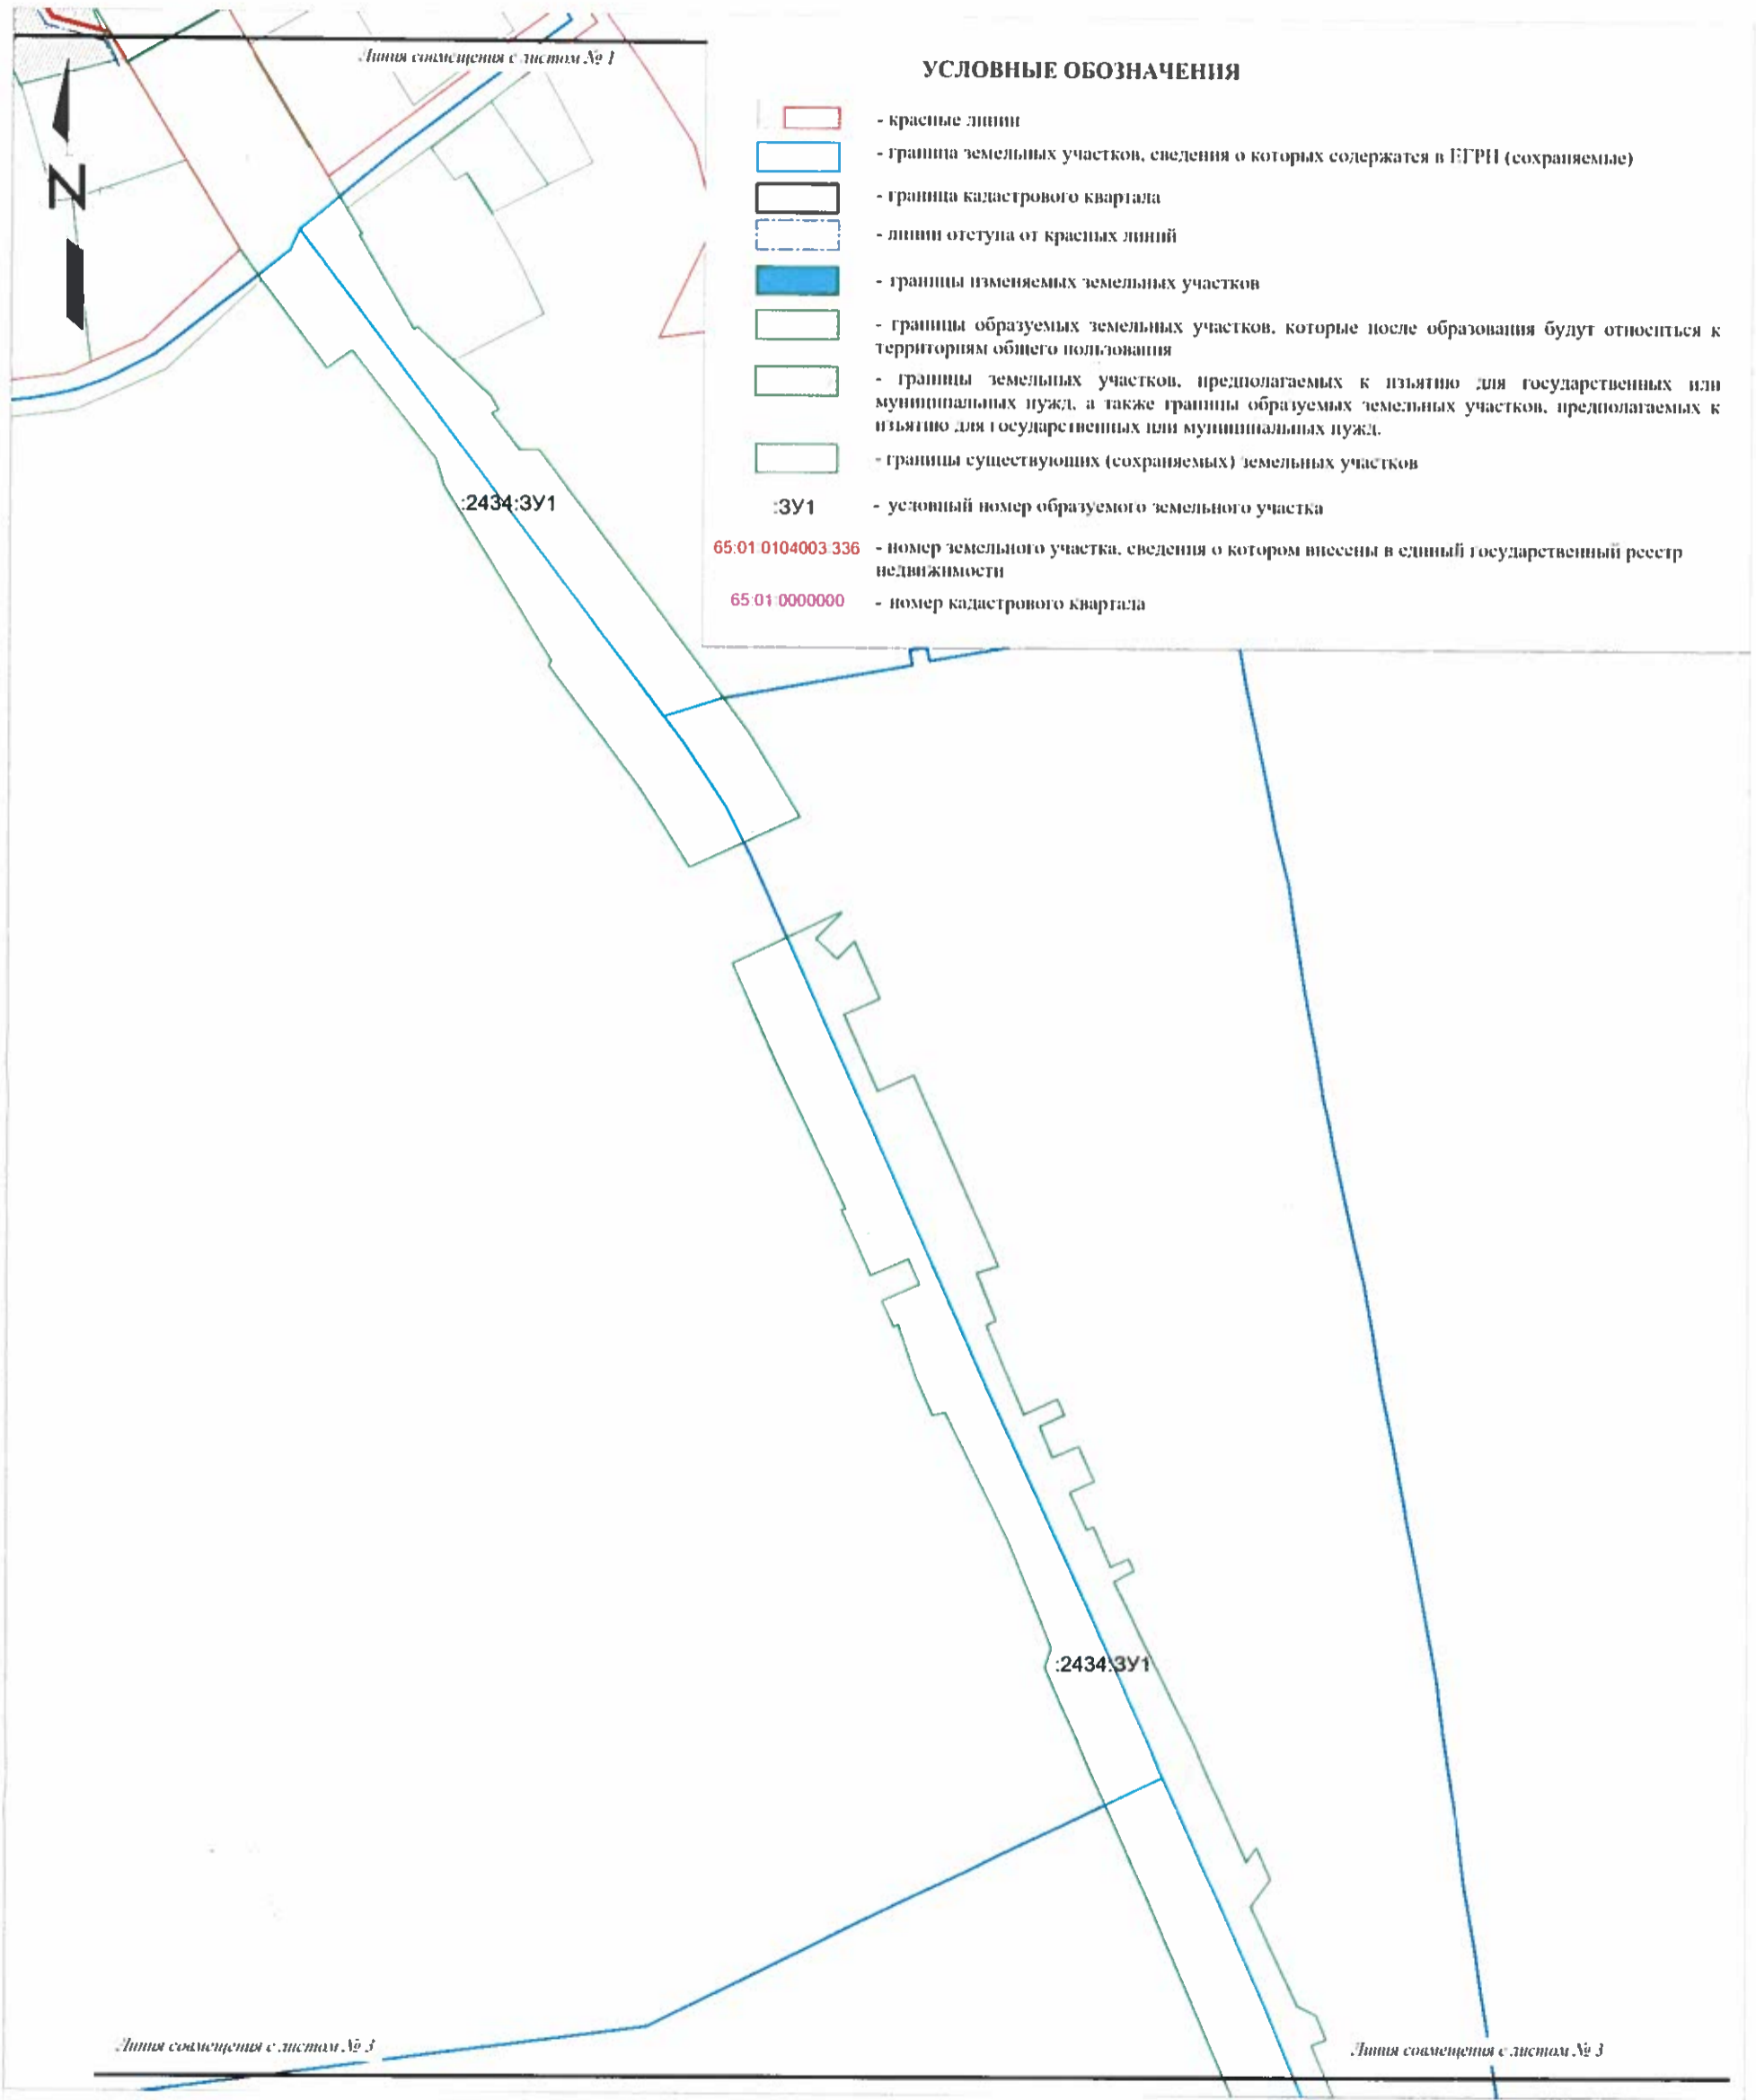 Линия совмещения с листом № 1
N
УСЛОВНЫЕ ОБОЗНАЧЕНИЯ
- красные линии
- граница земельных участков, сведения о которых содержатся в ЕГРН (сохраняемые)
- граница кадастрового квартала
- линии отступа от красных линий
- границы изменяемых земельных участков
- границы образуемых земельных участков, которые после образования будут относиться к
территориям общего пользования
- границы земельных участков, предполагаемых к изъятию для государственных или
муниципальных нужд, а также границы образуемых земельных участков, предполагаемых к
изъятию для государственных или муниципальных нужд.
- границы существующих (сохраняемых) земельных участков
:ЗУ1 - условный номер образуемого земельного участка
65:01:0104003:336 - номер земельного участка, сведения о котором внесены в единый государственный реестр
недвижимости
65:01:0000000 - номер кадастрового квартала
:2434:ЗУ1
:2434:ЗУ1
Линия совмещения с листом № 3
Линия совмещения с листом № 3